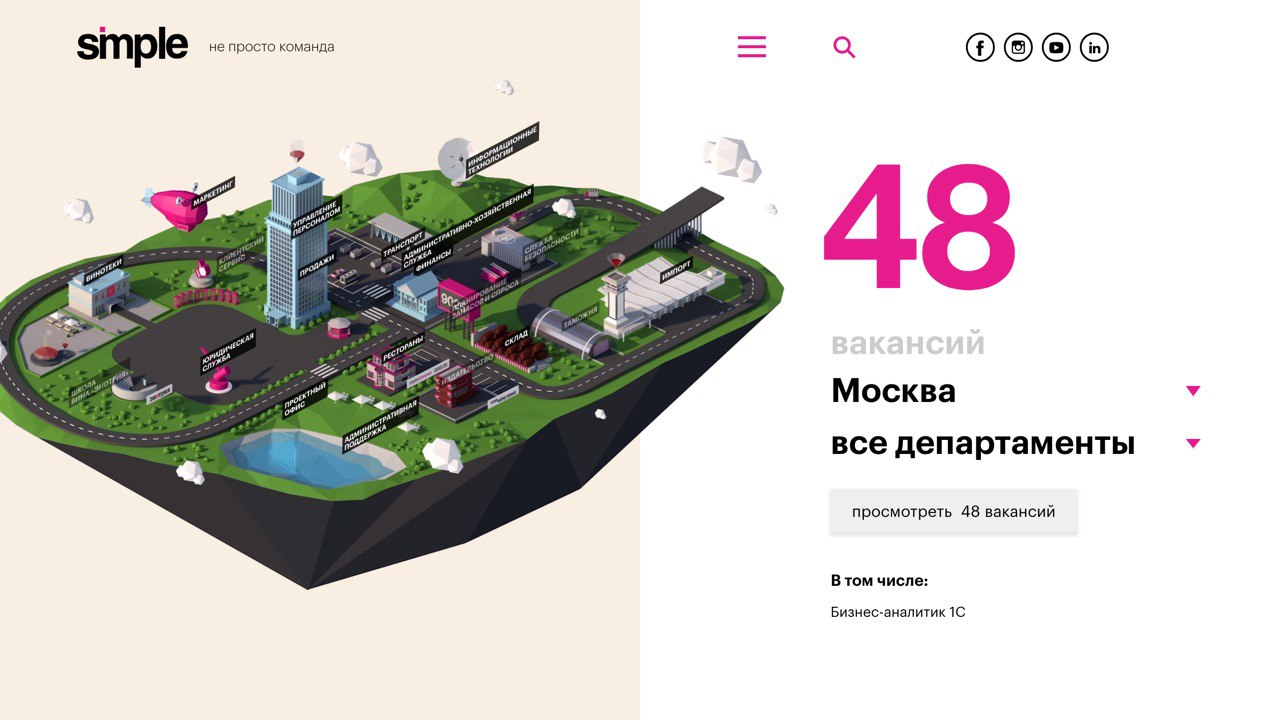 simple
не просто команда
48
вакансий
Москва
все департаменты
просмотреть 48 вакансий
В том числе:
Бизнес-аналитик 1С
ИНФОРМАЦИОННЫЕ
ТЕХНОЛОГИИ
МАРКЕТИНГ
УПРАВЛЕНИЕ
ПЕРСОНАЛОМ
ТРАНСПОРТ
АДМИНИСТРАТИВНО-ХОЗЯЙСТВЕННАЯ
СЛУЖБА
ФИНАНСЫ
СЛУЖБА
БЕЗОПАСНОСТИ
КЛИЕНТСКИЙ
СЕРВИС
ПРОДАЖИ
ВИНОТЕКИ
ИМПОРТ
ПЛАНИРОВАНИЕ
ЗАПАСОВ И СПРОСА
ТАМОЖНЯ
СКЛАД
ЮРИДИЧЕСКАЯ
СЛУЖБА
РЕСТОРАНЫ
ИЗДАТЕЛЬСТВО
ШКОЛА
ВИНА «ЭНОТРИЯ»
ПРОЕКТНЫЙ
ОФИС
АДМИНИСТРАТИВНАЯ
ПОДДЕРЖКА